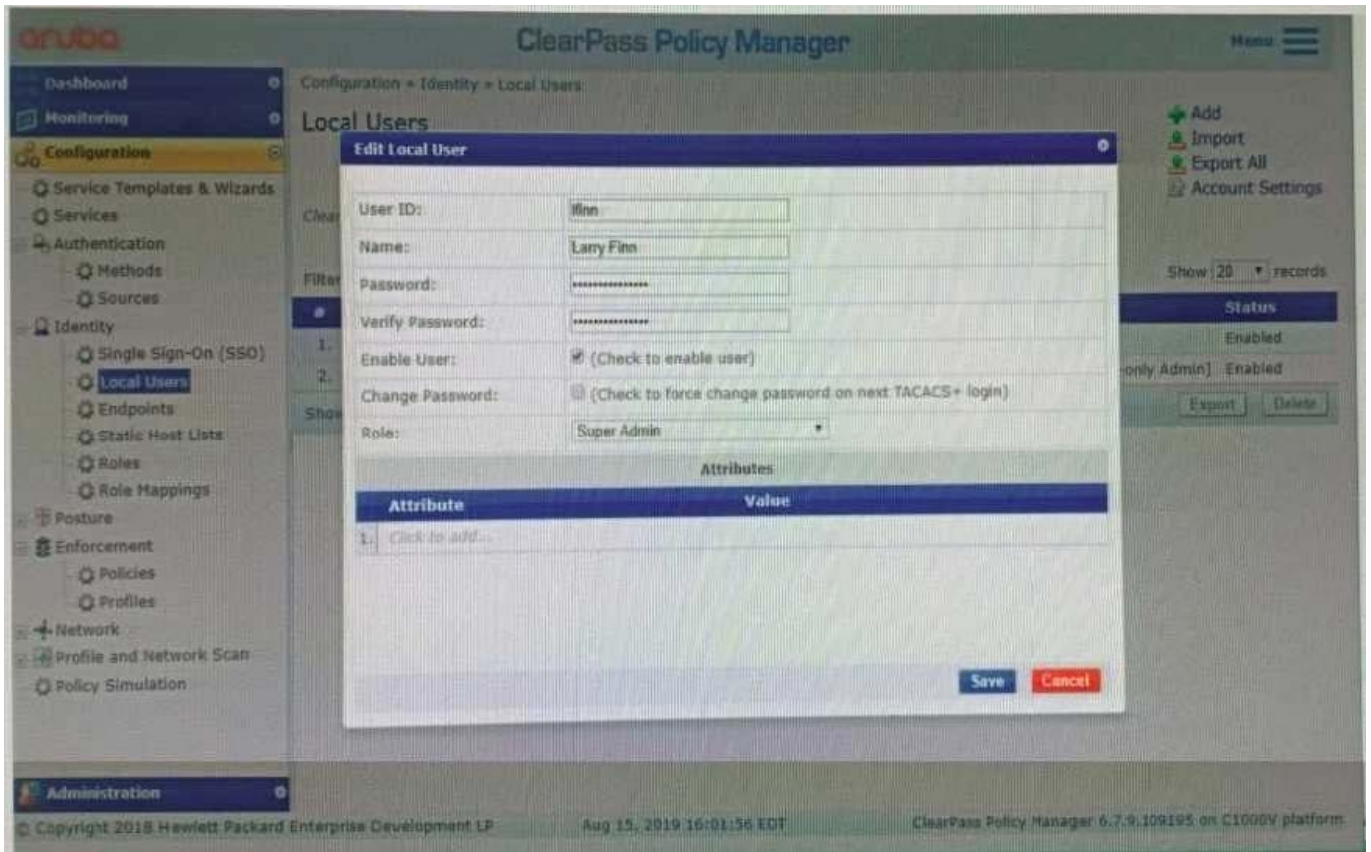 aruba
ClearPass Policy Manager
Menu
Dashboard
Monitoring
Configuration
Service Templates & Wizards
Services
Authentication
Methods
Sources
Identity
Single Sign-On (SSO)
Local Users
Endpoints
Static Host Lists
Roles
Role Mappings
Posture
Enforcement
Policies
Profiles
Network
Profile and Network Scan
Policy Simulation
Administration
Configuration » Identity » Local Users
Local Users
Add
Import
Export All
Account Settings
Clear
Filter
Show 20 records
#
Status
1.
Enabled
2.
-only Admin] Enabled
Show
Export
Delete
Edit Local User
User ID: lfinn
Name: Larry Finn
Password: •••••••••••••••
Verify Password: •••••••••••••••
Enable User: (Check to enable user)
Change Password: (Check to force change password on next TACACS+ login)
Role: Super Admin
Attributes
Attribute Value
1. Click to add...
Save
Cancel
© Copyright 2018 Hewlett Packard Enterprise Development LP
Aug 15, 2019 16:01:56 EDT
ClearPass Policy Manager 6.7.9.109195 on C1000V platform